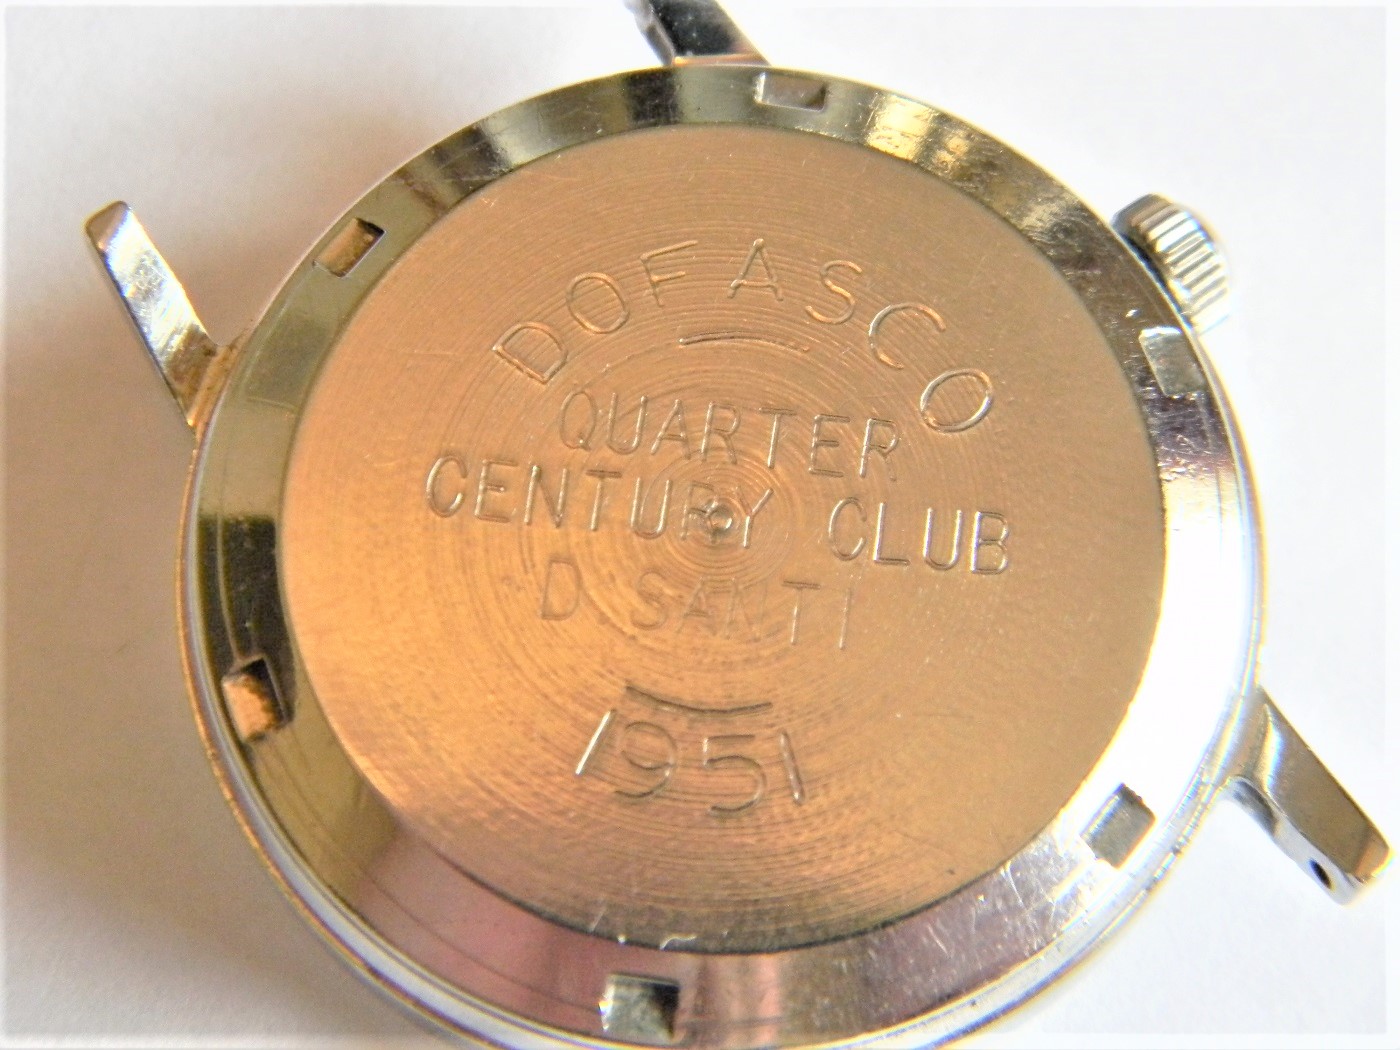 DOFASCO
QUARTER
CENTURY CLUB
D. SANTI
1951